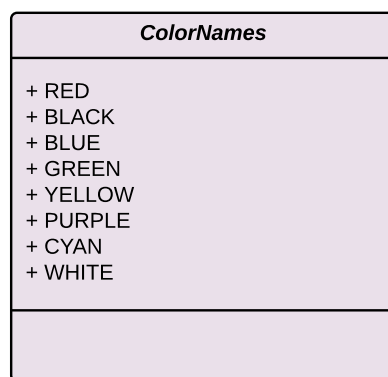 ColorNames
+ RED
+ BLACK
+ BLUE
+ GREEN
+ YELLOW
+ PURPLE
+ CYAN
+ WHITE